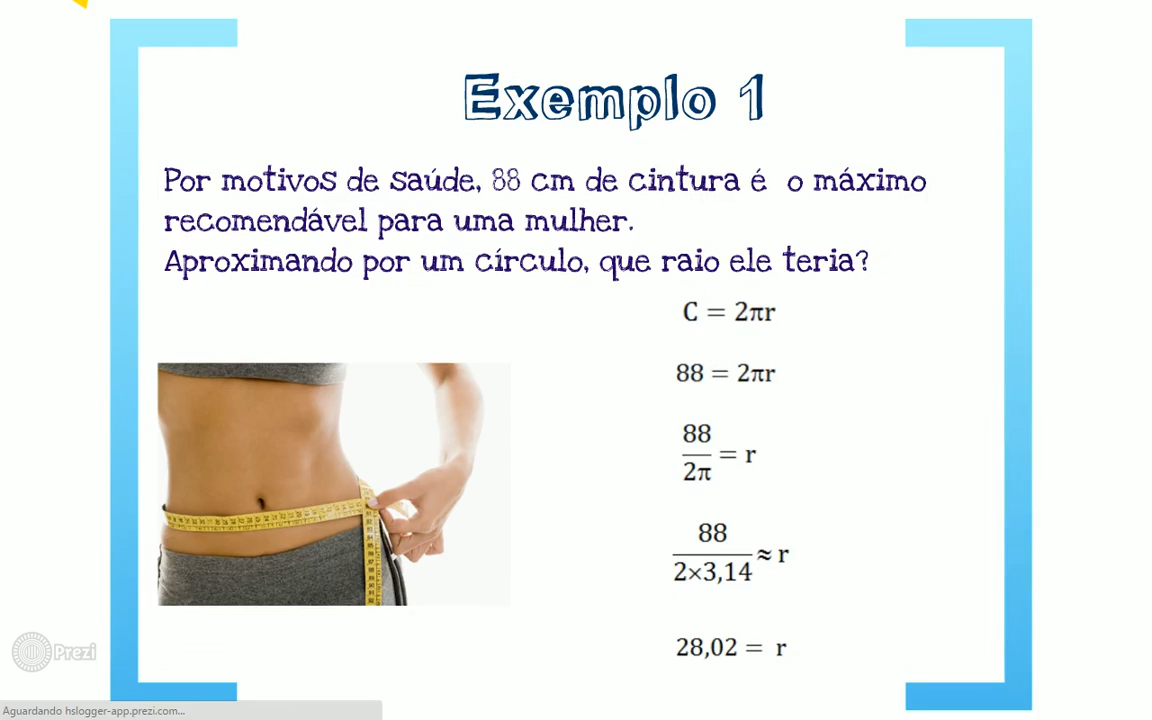 Exemplo 1
Por motivos de saúde, 88 cm de cintura é o máximo
recomendável para uma mulher.
Aproximando por um círculo, que raio ele teria?
C = 2πr
88 = 2πr
88
2π
= r
88
2×3,14
≈ r
28,02 = r
Prezi
Aguardando hslogger-app.prezi.com...